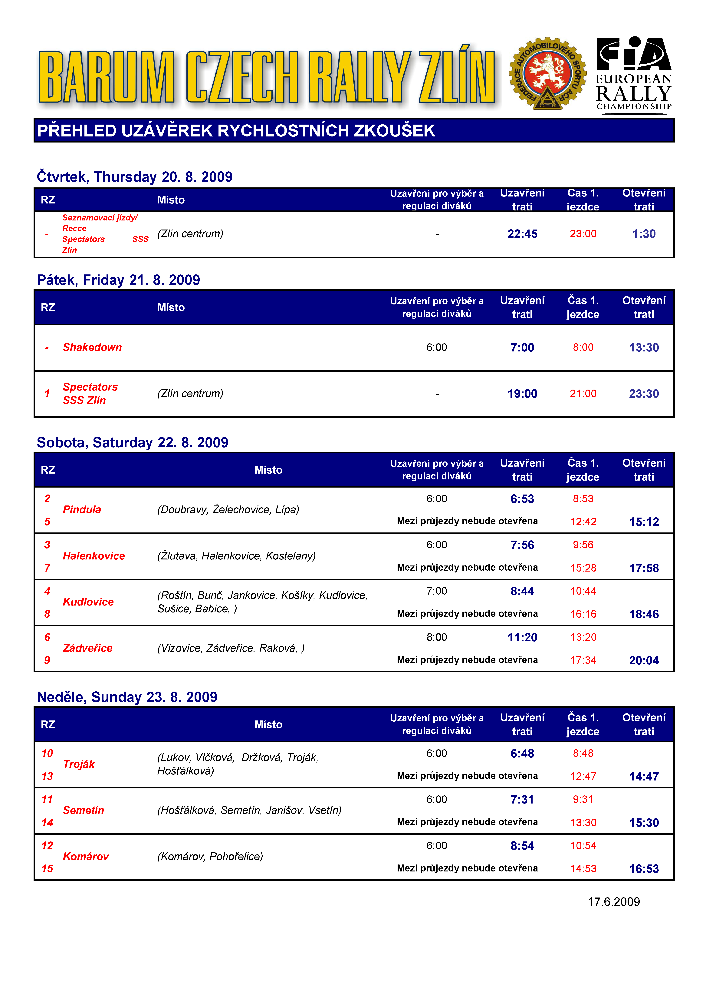 BARUM CZECH RALLY ZLÍN
FEDERACE AUTOMOBILOVÉHO SPORTU AČR
ACCR
FIA
EUROPEAN
RALLY
CHAMPIONSHIP
PŘEHLED UZÁVĚREK RYCHLOSTNÍCH ZKOUŠEK
Čtvrtek, Thursday 20. 8. 2009
RZ Místo Uzavření pro výběr a regulaci diváků Uzavření trati Čas 1. jezdce Otevření trati
- Seznamovací jízdy/ Recce Spectators SSS Zlín (Zlín centrum) - 22:45 23:00 1:30
Pátek, Friday 21. 8. 2009
RZ Místo Uzavření pro výběr a regulaci diváků Uzavření trati Čas 1. jezdce Otevření trati
- Shakedown 6:00 7:00 8:00 13:30
1 Spectators SSS Zlín (Zlín centrum) - 19:00 21:00 23:30
Sobota, Saturday 22. 8. 2009
RZ Místo Uzavření pro výběr a regulaci diváků Uzavření trati Čas 1. jezdce Otevření trati
2 6:00 6:53 8:53
Pindula (Doubravy, Želechovice, Lípa)
5 Mezi průjezdy nebude otevřena 12:42 15:12
3 6:00 7:56 9:56
Halenkovice (Žlutava, Halenkovice, Kostelany)
7 Mezi průjezdy nebude otevřena 15:28 17:58
4 7:00 8:44 10:44
Kudlovice (Roštín, Bunč, Jankovice, Košíky, Kudlovice,
Sušice, Babice, )
8 Mezi průjezdy nebude otevřena 16:16 18:46
6 8:00 11:20 13:20
Zádveřice (Vizovice, Zádveřice, Raková, )
9 Mezi průjezdy nebude otevřena 17:34 20:04
Neděle, Sunday 23. 8. 2009
RZ Místo Uzavření pro výběr a regulaci diváků Uzavření trati Čas 1. jezdce Otevření trati
10 6:00 6:48 8:48
Troják (Lukov, Vlčková, Držková, Troják,
Hošťálková)
13 Mezi průjezdy nebude otevřena 12:47 14:47
11 6:00 7:31 9:31
Semetín (Hošťálková, Semetín, Janišov, Vsetín)
14 Mezi průjezdy nebude otevřena 13:30 15:30
12 6:00 8:54 10:54
Komárov (Komárov, Pohořelice)
15 Mezi průjezdy nebude otevřena 14:53 16:53
17.6.2009